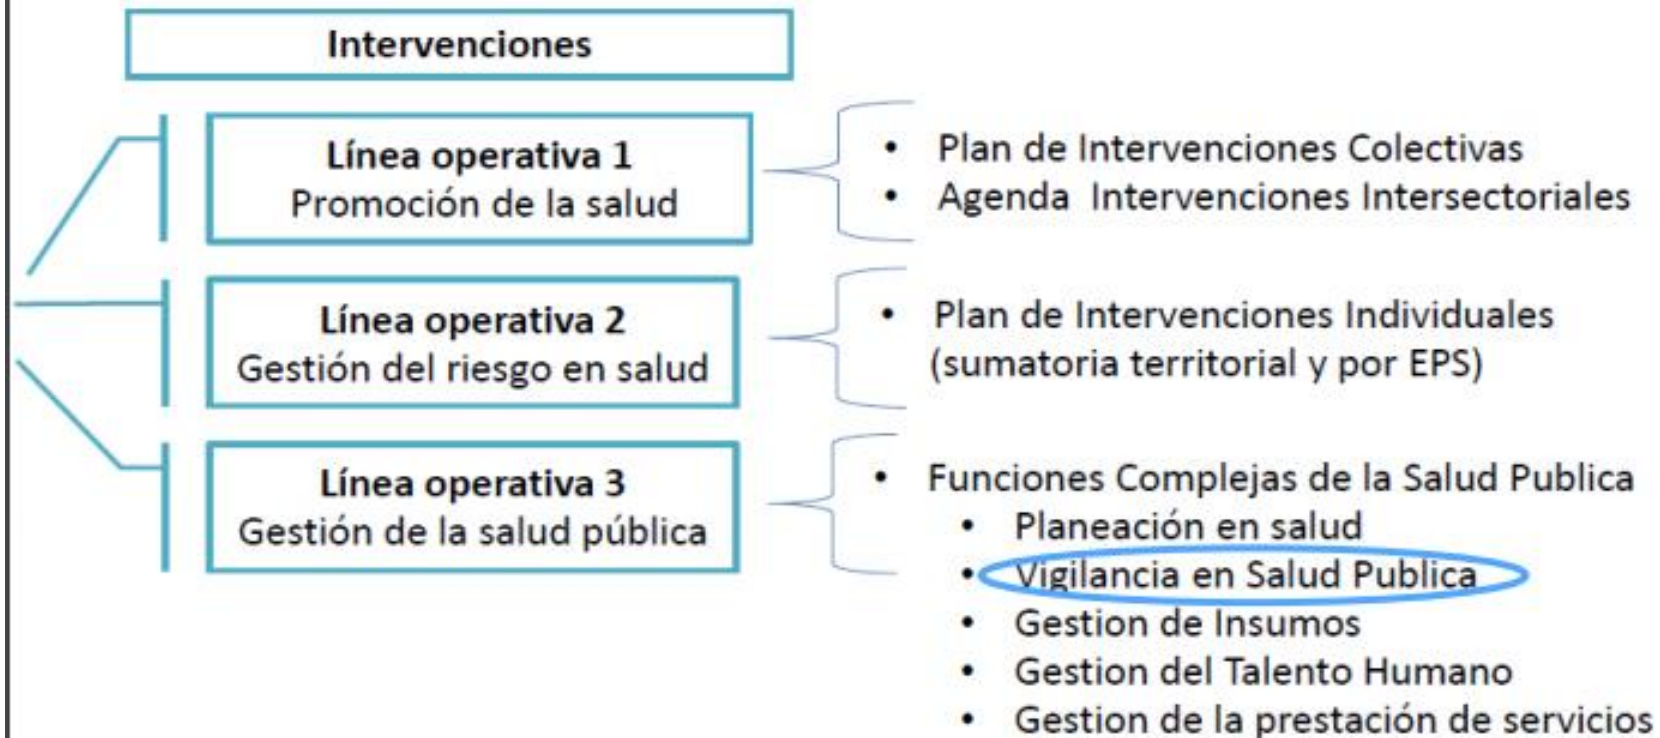 Intervenciones
Línea operativa 1
Promoción de la salud
• Plan de Intervenciones Colectivas
• Agenda Intervenciones Intersectoriales
Línea operativa 2
Gestión del riesgo en salud
• Plan de Intervenciones Individuales
(sumatoria territorial y por EPS)
Línea operativa 3
Gestión de la salud pública
• Funciones Complejas de la Salud Publica
• Planeación en salud
• Vigilancia en Salud Publica
• Gestion de Insumos
• Gestion del Talento Humano
• Gestion de la prestación de servicios